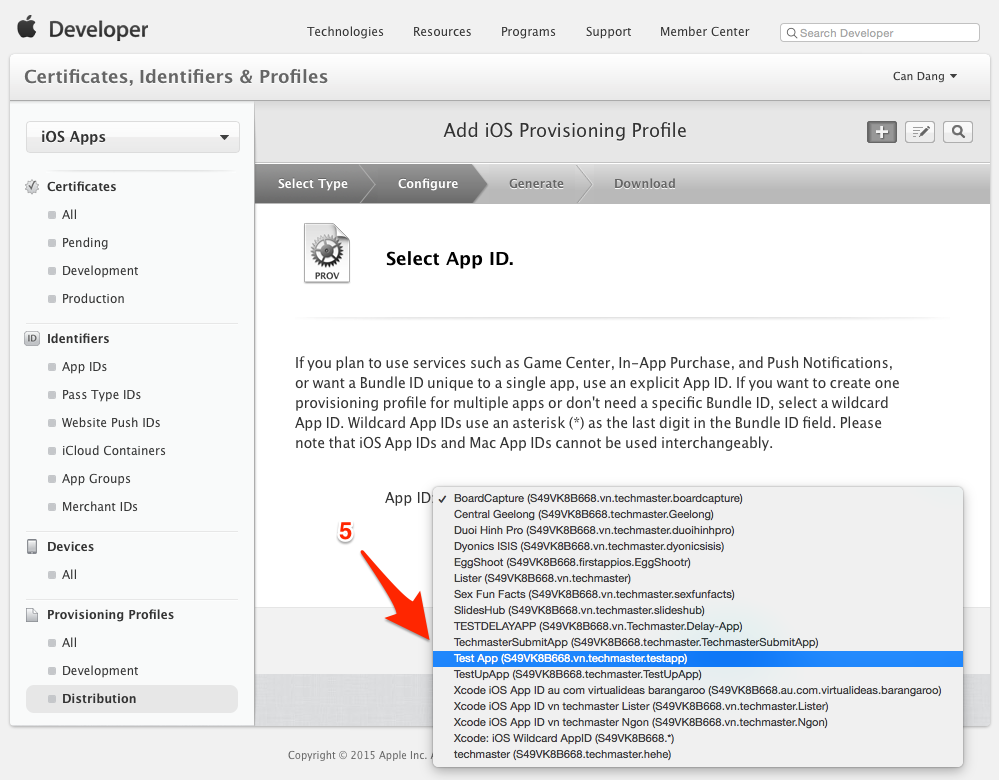 Developer
Technologies
Resources
Programs
Support
Member Center
Search Developer
Certificates, Identifiers & Profiles
Can Dang
iOS Apps
Certificates
All
Pending
Development
Production
ID Identifiers
App IDs
Pass Type IDs
Website Push IDs
iCloud Containers
App Groups
Merchant IDs
Devices
All
Provisioning Profiles
All
Development
Distribution
Add iOS Provisioning Profile
Select Type
Configure
Generate
Download
PROV
Select App ID.
If you plan to use services such as Game Center, In-App Purchase, and Push Notifications,
or want a Bundle ID unique to a single app, use an explicit App ID. If you want to create one
provisioning profile for multiple apps or don't need a specific Bundle ID, select a wildcard
App ID. Wildcard App IDs use an asterisk (*) as the last digit in the Bundle ID field. Please
note that iOS App IDs and Mac App IDs cannot be used interchangeably.
App ID:
5
BoardCapture (S49VK8B668.vn.techmaster.boardcapture)
Central Geelong (S49VK8B668.techmaster.Geelong)
Duoi Hinh Pro (S49VK8B668.vn.techmaster.duoihinhpro)
Dyonics ISIS (S49VK8B668.vn.techmaster.dyonicsisis)
EggShoot (S49VK8B668.firstappios.EggShootr)
Lister (S49VK8B668.vn.techmaster)
Sex Fun Facts (S49VK8B668.vn.techmaster.sexfunfacts)
SlidesHub (S49VK8B668.vn.techmaster.slideshub)
TESTDELAYAPP (S49VK8B668.vn.Techmaster.Delay-App)
TechmasterSubmitApp (S49VK8B668.techmaster.TechmasterSubmitApp)
Test App (S49VK8B668.vn.techmaster.testapp)
TestUpApp (S49VK8B668.vn.techmaster.TestUpApp)
Xcode iOS App ID au com virtualideas barangaroo (S49VK8B668.au.com.virtualideas.barangaroo)
Xcode iOS App ID vn techmaster Lister (S49VK8B668.vn.techmaster.Lister)
Xcode iOS App ID vn techmaster Ngon (S49VK8B668.vn.techmaster.Ngon)
Xcode: iOS Wildcard AppID (S49VK8B668.*)
techmaster (S49VK8B668.techmaster.hehe)
Copyright © 2015 Apple Inc.